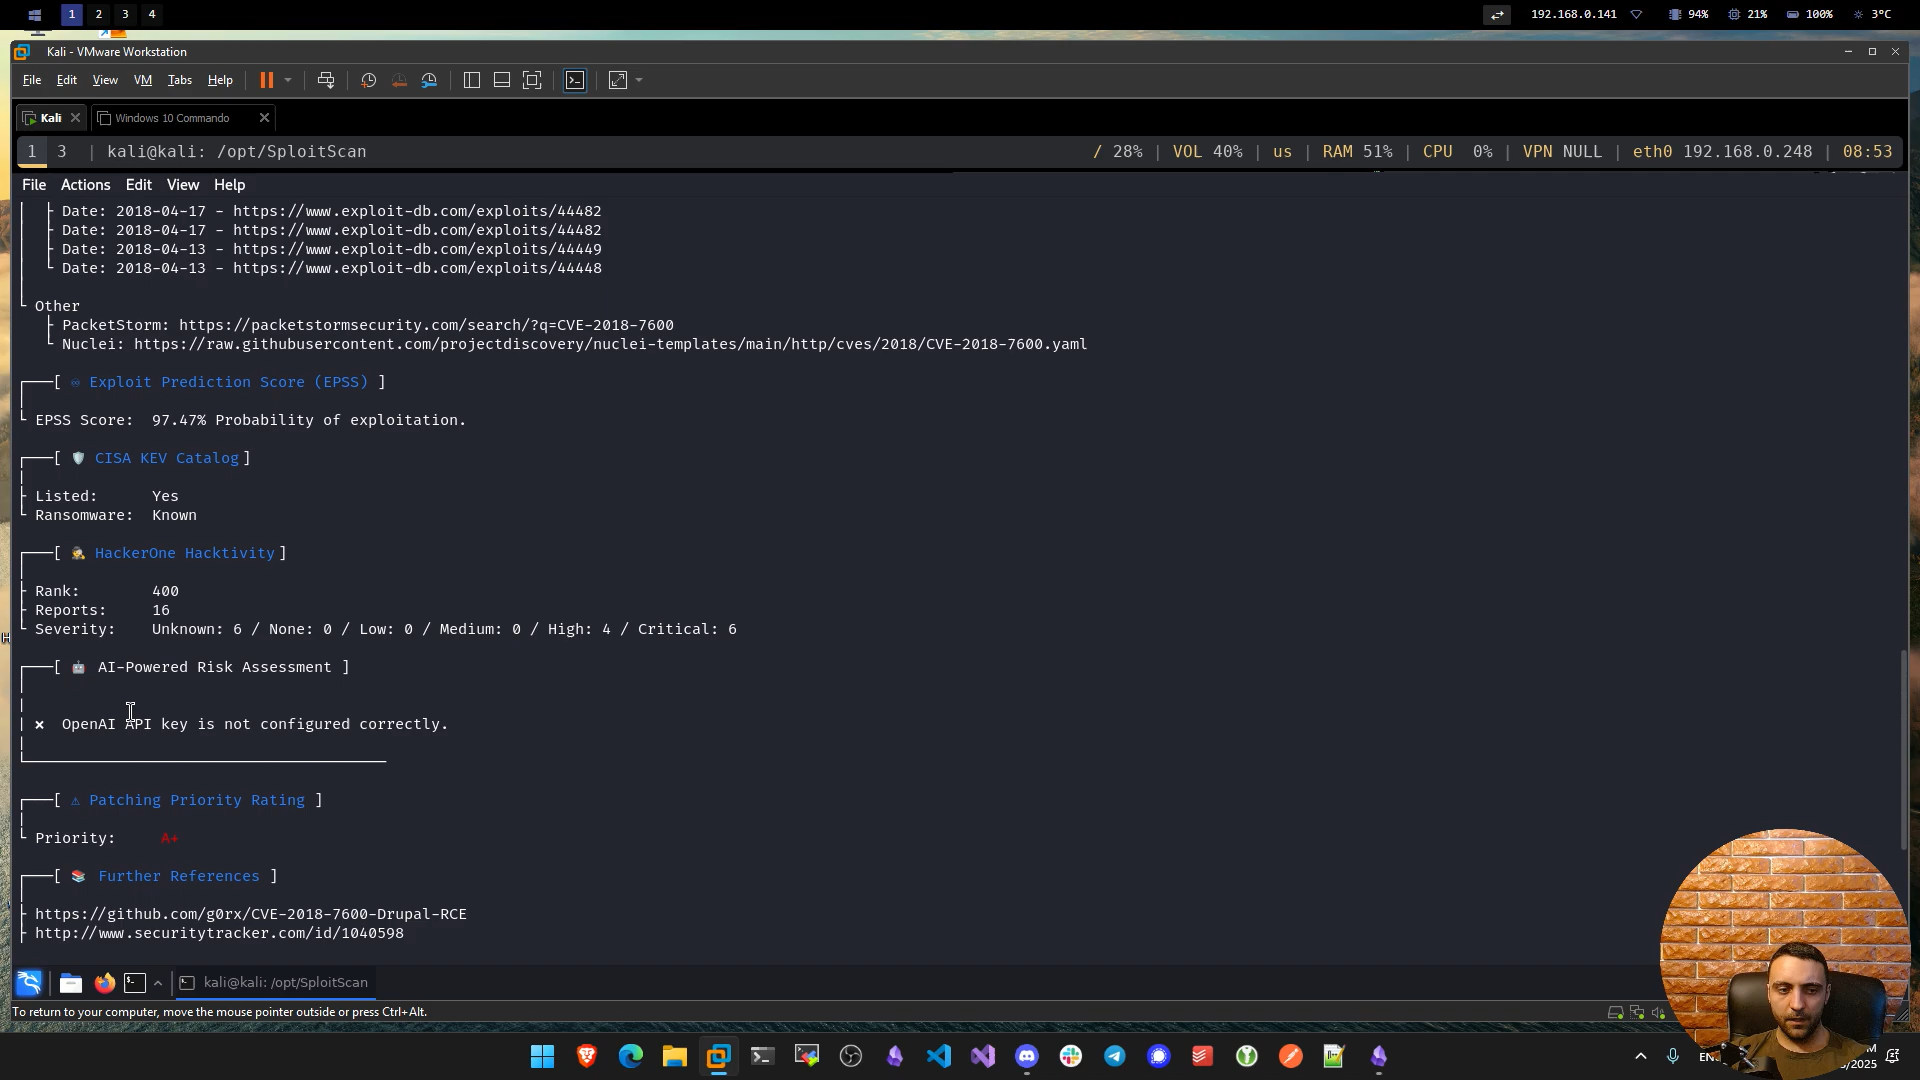 1 2 3 4 192.168.0.141 94% 21% 100% 3°C
Kali - VMware Workstation
File Edit View VM Tabs Help
Kali Windows 10 Commando
1 3 | kali@kali: /opt/SploitScan / 28% | VOL 40% | us | RAM 51% | CPU 0% | VPN NULL | eth0 192.168.0.248 | 08:53
File Actions Edit View Help
Date: 2018-04-17 - https://www.exploit-db.com/exploits/44482
Date: 2018-04-17 - https://www.exploit-db.com/exploits/44482
Date: 2018-04-13 - https://www.exploit-db.com/exploits/44449
Date: 2018-04-13 - https://www.exploit-db.com/exploits/44448
Other
PacketStorm: https://packetstormsecurity.com/search/?q=CVE-2018-7600
Nuclei: https://raw.githubusercontent.com/projectdiscovery/nuclei-templates/main/http/cves/2018/CVE-2018-7600.yaml
[ ♾ Exploit Prediction Score (EPSS) ]
EPSS Score: 97.47% Probability of exploitation.
[ 🛡️ CISA KEV Catalog ]
Listed: Yes
Ransomware: Known
[ 🕵️ HackerOne Hacktivity ]
Rank: 400
Reports: 16
Severity: Unknown: 6 / None: 0 / Low: 0 / Medium: 0 / High: 4 / Critical: 6
[ 🤖 AI-Powered Risk Assessment ]
| ❌ OpenAI API key is not configured correctly.
[ ⚠ Patching Priority Rating ]
Priority: A+
[ 📚 Further References ]
https://github.com/g0rx/CVE-2018-7600-Drupal-RCE
http://www.securitytracker.com/id/1040598
kali@kali: /opt/SploitScan
To return to your computer, move the mouse pointer outside or press Ctrl+Alt.
/2025